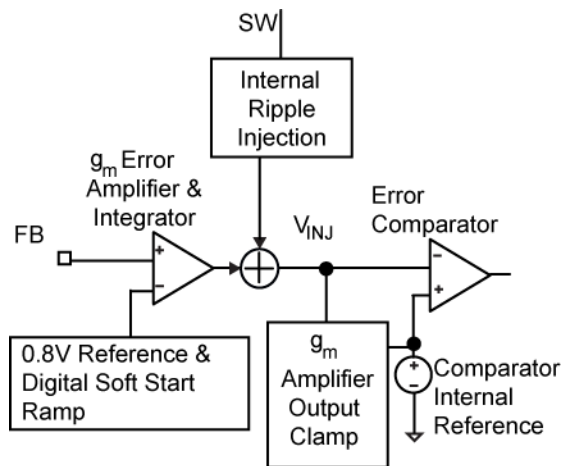 SW
Internal
Ripple
Injection
gm Error
Amplifier &
Integrator
FB
+
−
VINJ
Error
Comparator
−
+
0.8V Reference &
Digital Soft Start
Ramp
gm
Amplifier
Output
Clamp
+
−
Comparator
Internal
Reference